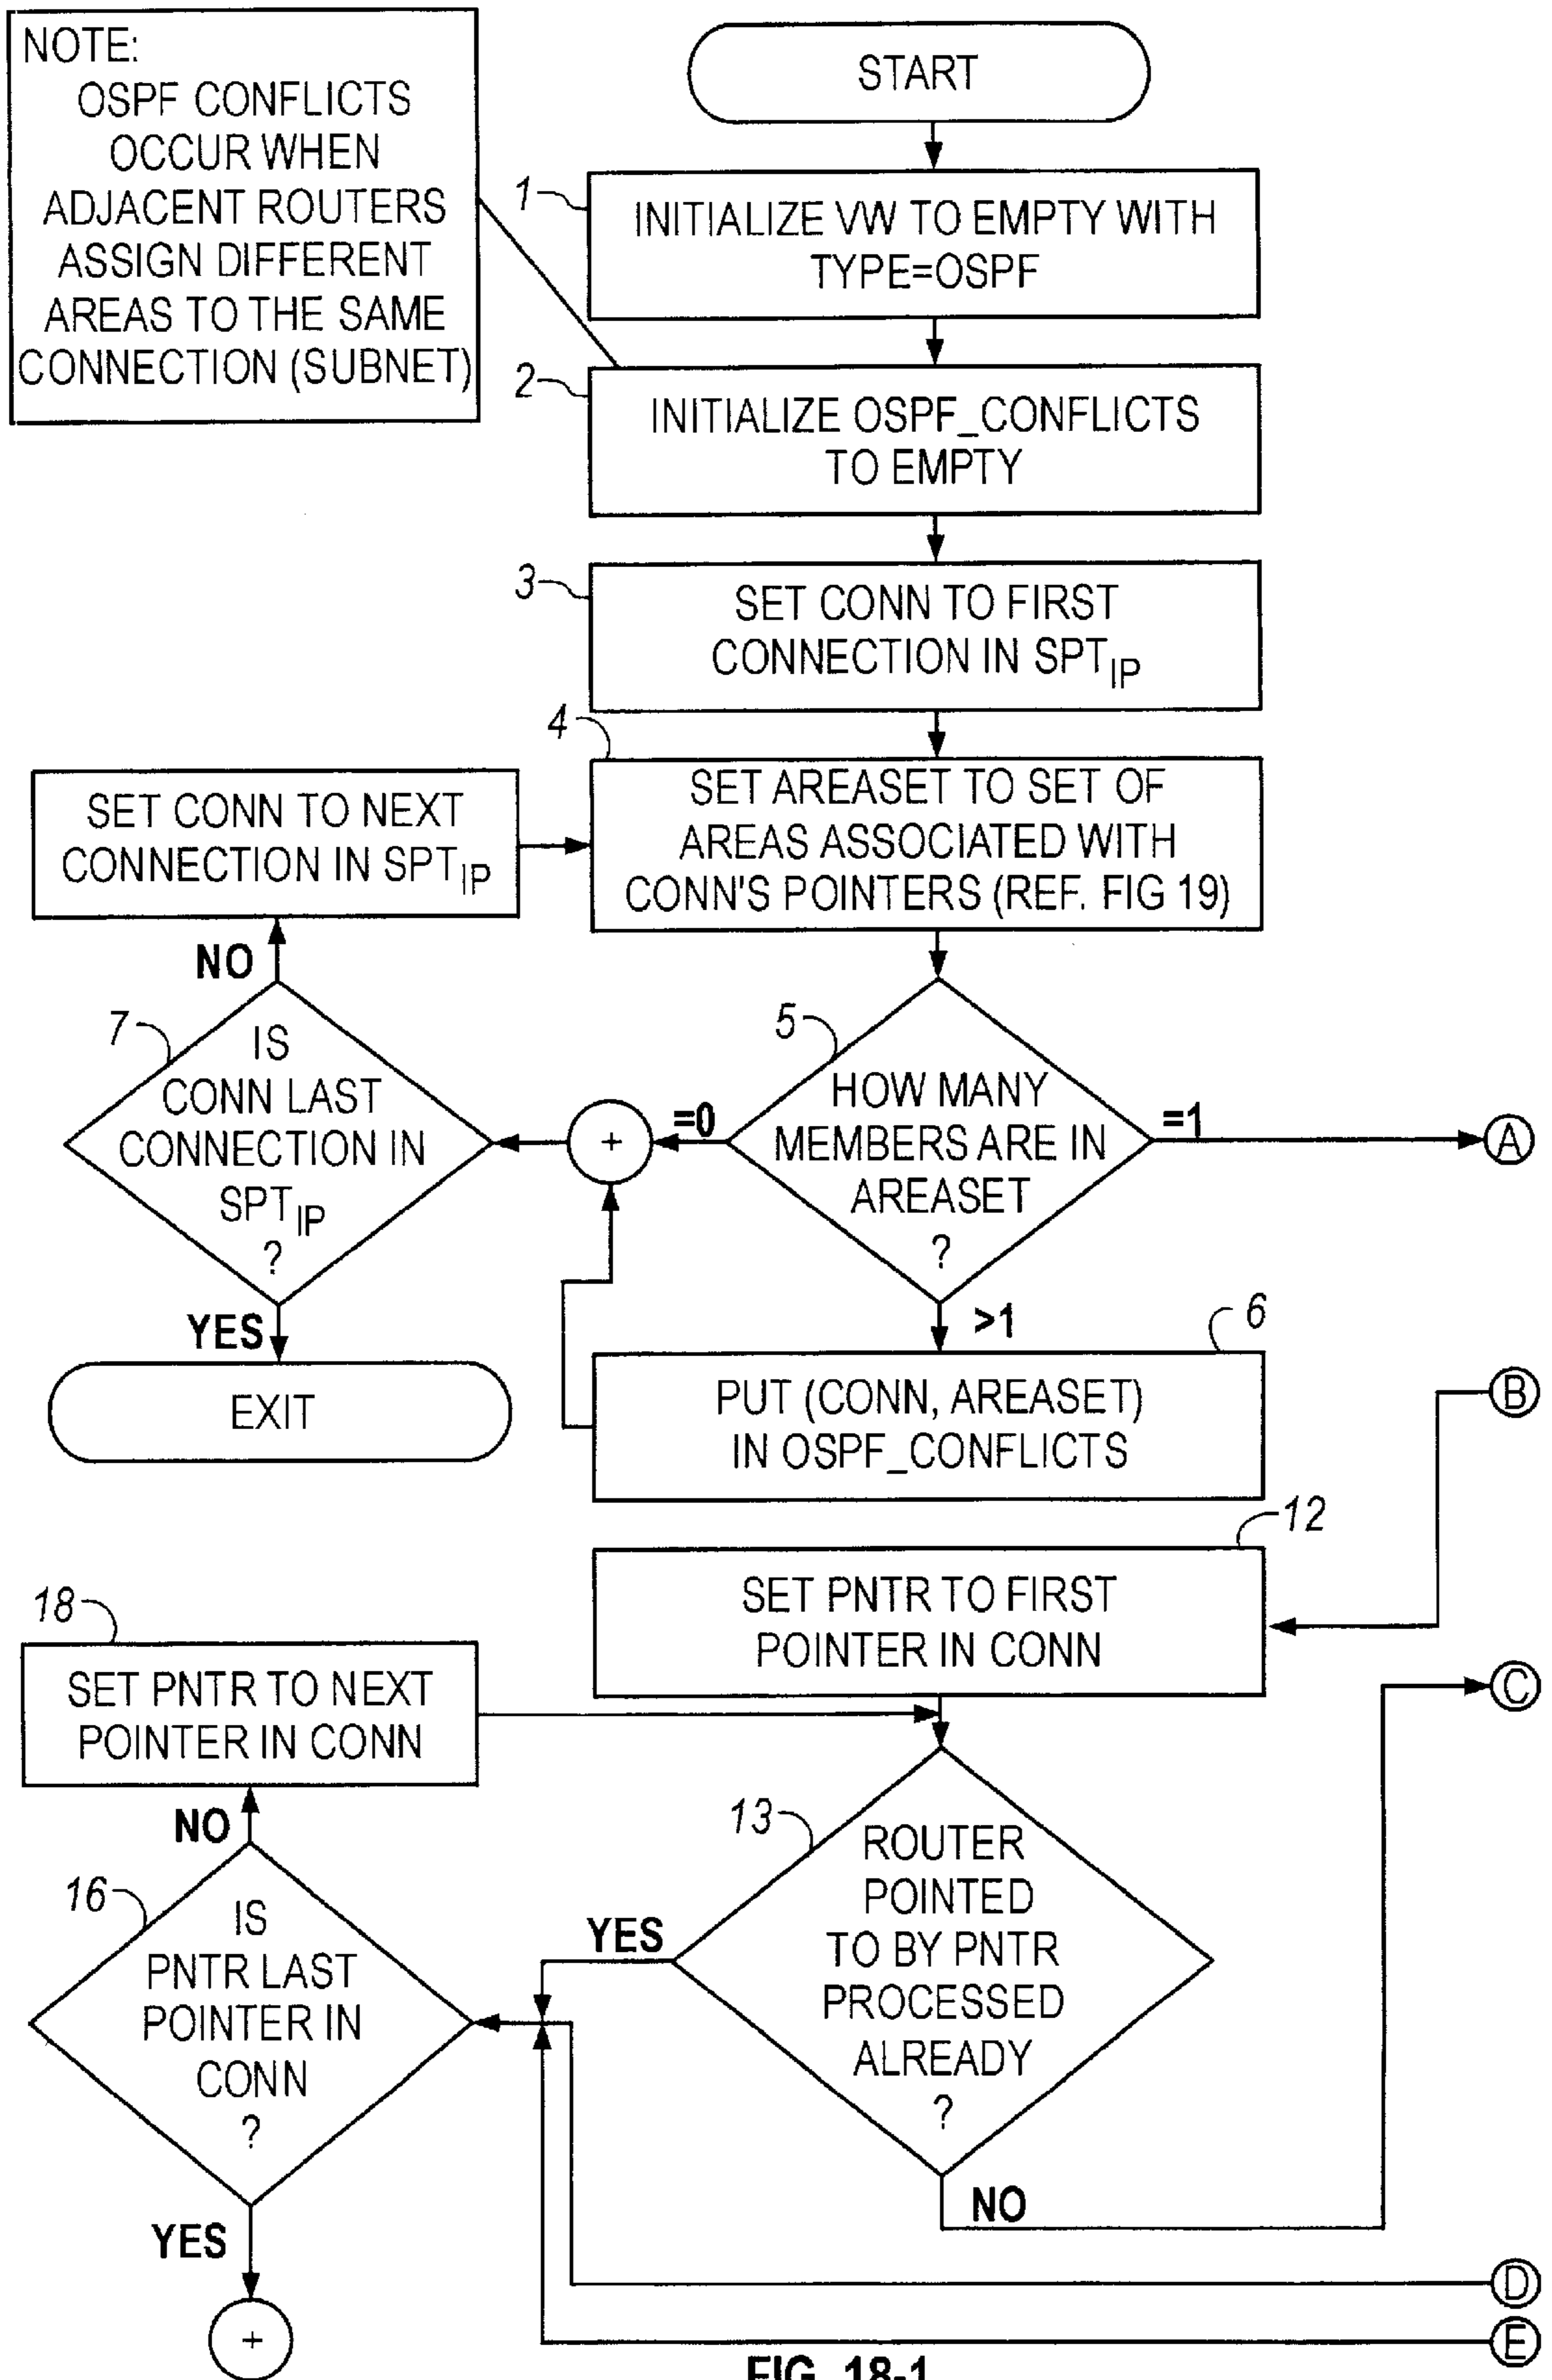 NOTE:
OSPF CONFLICTS
OCCUR WHEN
ADJACENT ROUTERS
ASSIGN DIFFERENT
AREAS TO THE SAME
CONNECTION (SUBNET)
START
1
INITIALIZE VW TO EMPTY WITH
TYPE=OSPF
2
INITIALIZE OSPF_CONFLICTS
TO EMPTY
3
SET CONN TO FIRST
CONNECTION IN SPTIP
4
SET AREASET TO SET OF
AREAS ASSOCIATED WITH
CONN'S POINTERS (REF. FIG 19)
SET CONN TO NEXT
CONNECTION IN SPTIP
NO
7
IS
CONN LAST
CONNECTION IN
SPTIP
?
YES
EXIT
+
=0
5
HOW MANY
MEMBERS ARE IN
AREASET
?
=1
A
>1
6
PUT (CONN, AREASET)
IN OSPF_CONFLICTS
B
12
SET PNTR TO FIRST
POINTER IN CONN
18
SET PNTR TO NEXT
POINTER IN CONN
C
NO
16
IS
PNTR LAST
POINTER IN
CONN
?
YES
+
13
ROUTER
POINTED
TO BY PNTR
PROCESSED
ALREADY
?
YES
NO
D
E
FIG. 18-1